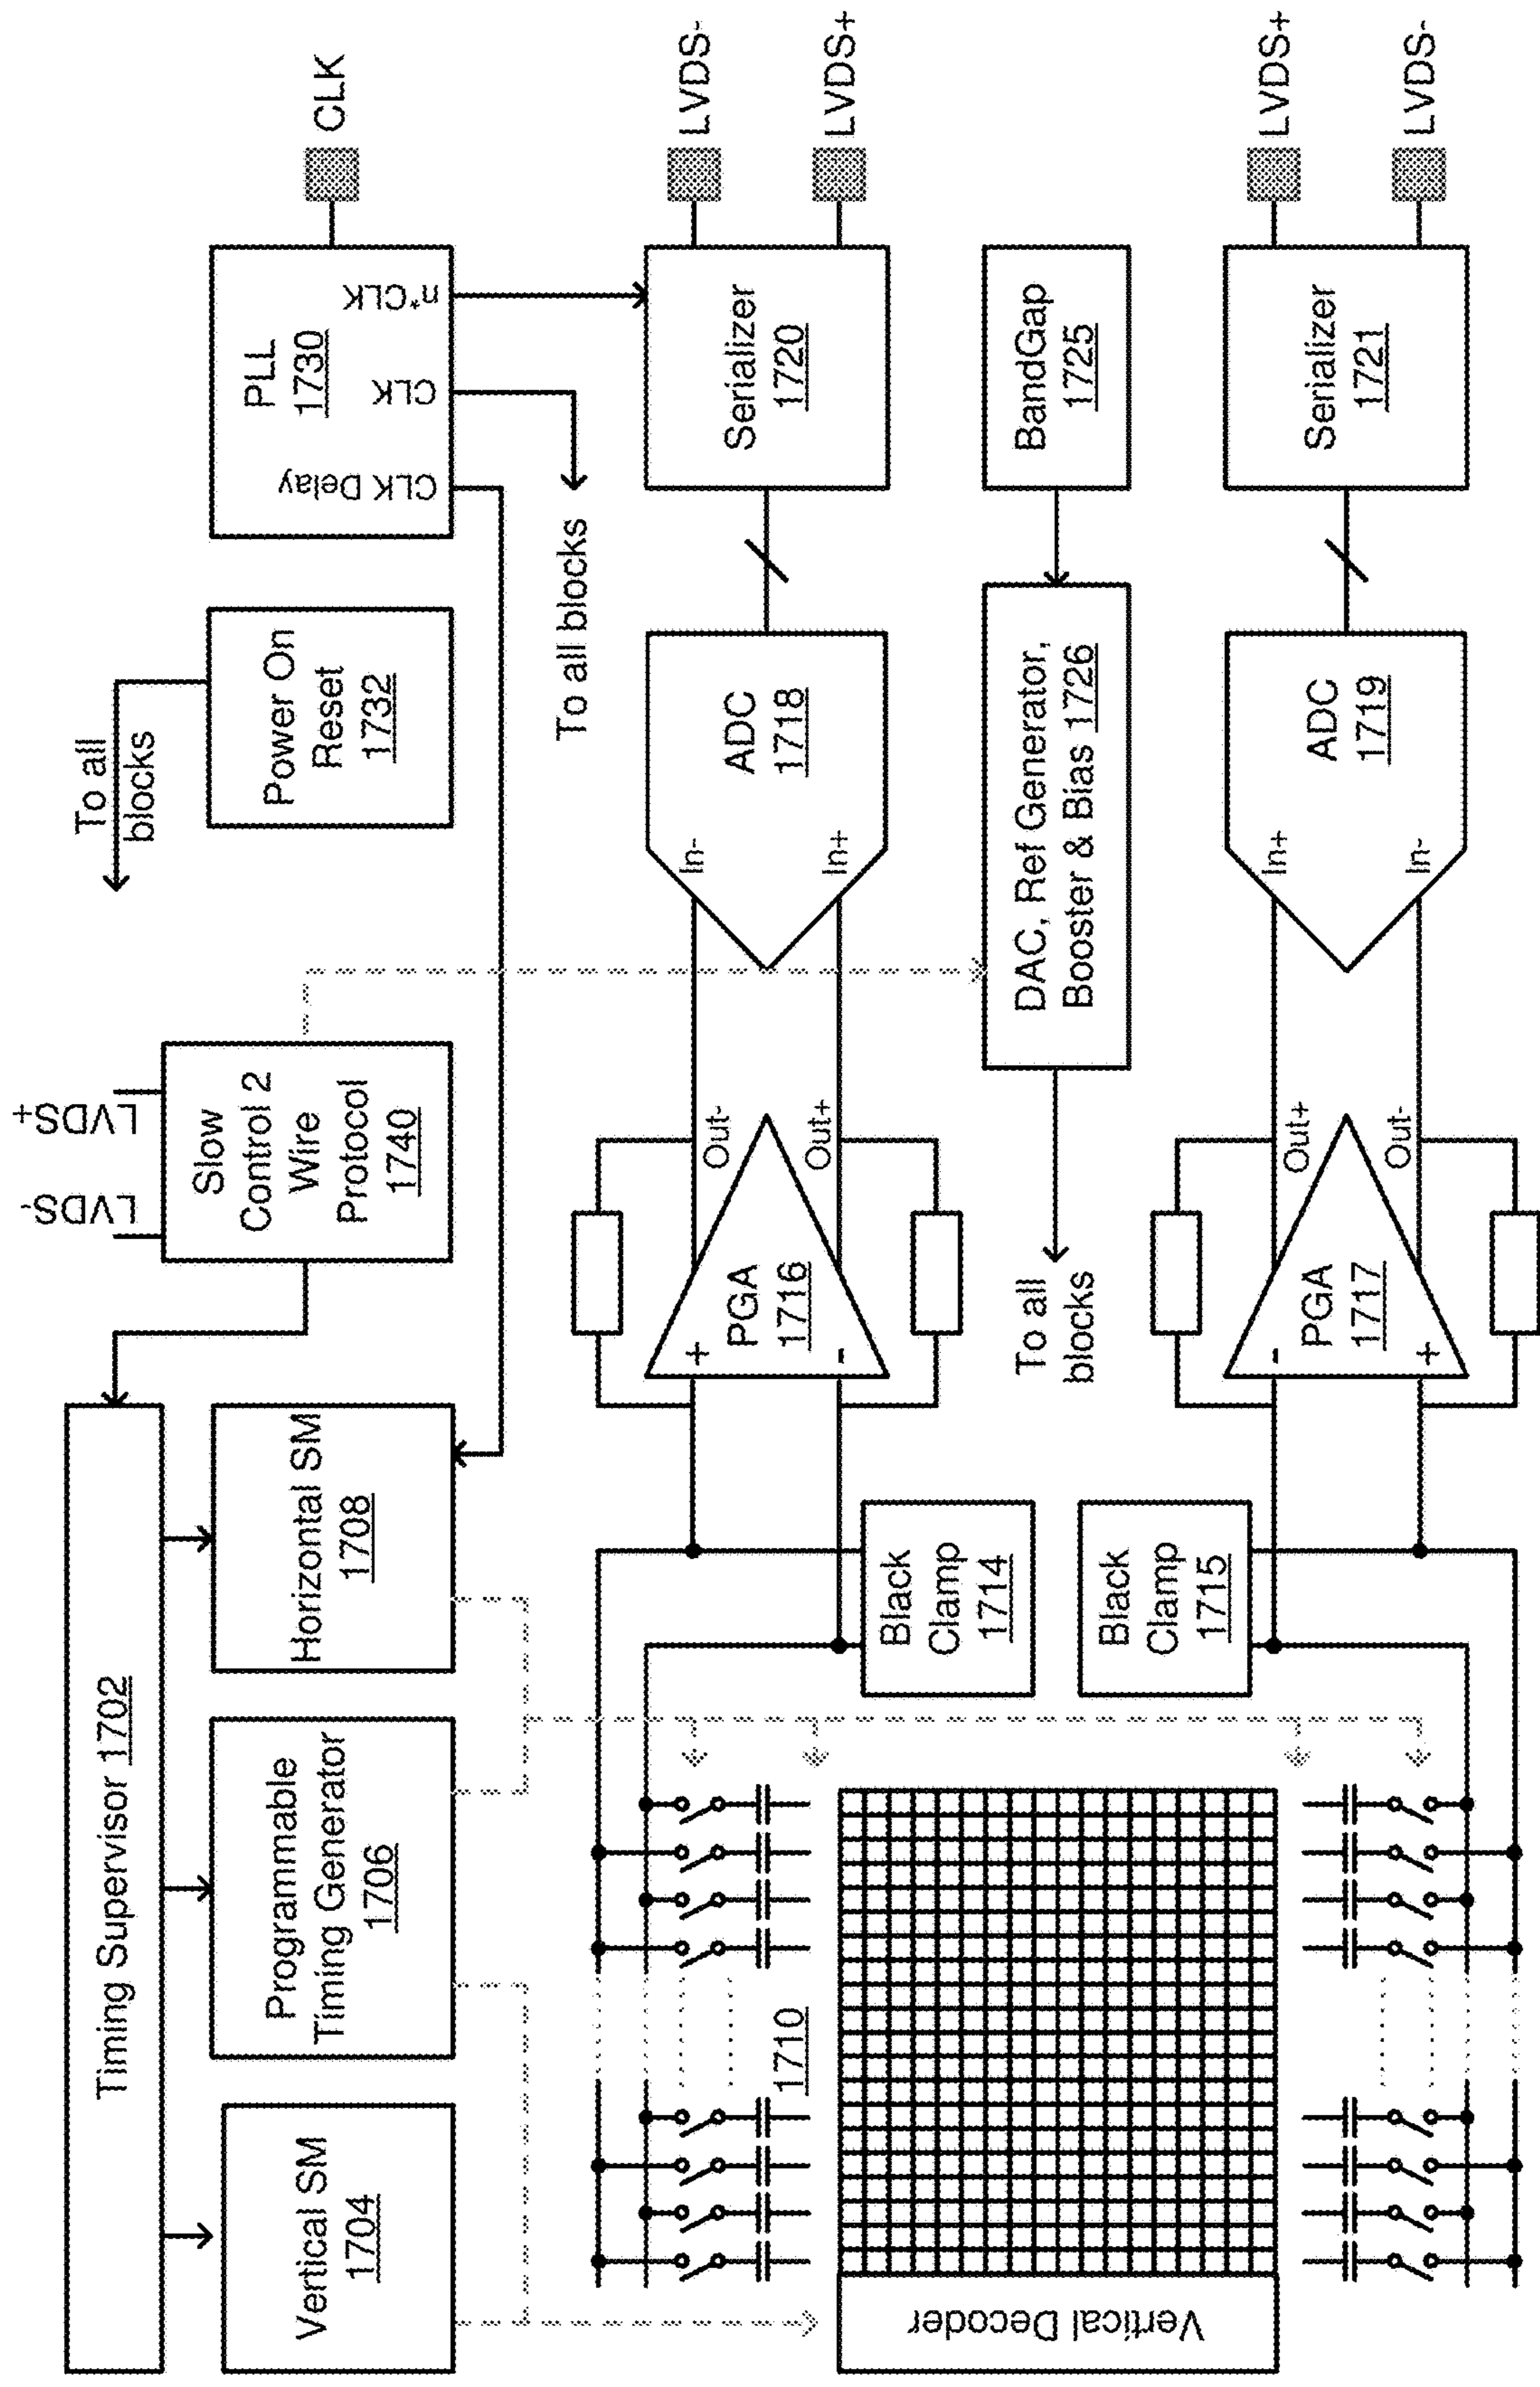 Timing Supervisor 1702
Vertical SM
1704
Programmable
Timing Generator
1706
Horizontal SM
1708
LVDS-
LVDS+
Slow
Control 2
Wire
Protocol
1740
To all
blocks
Power On
Reset
1732
PLL
1730
CLK Delay
CLK
n*CLK
CLK
To all blocks
1710
Vertical Decoder
Black
Clamp
1714
Black
Clamp
1715
+
-
PGA
1716
Out-
Out+
In-
In+
ADC
1718
Serializer
1720
LVDS-
LVDS+
To all
blocks
DAC, Ref Generator,
Booster & Bias 1726
BandGap
1725
-
+
PGA
1717
Out+
Out-
In+
In-
ADC
1719
Serializer
1721
LVDS+
LVDS-